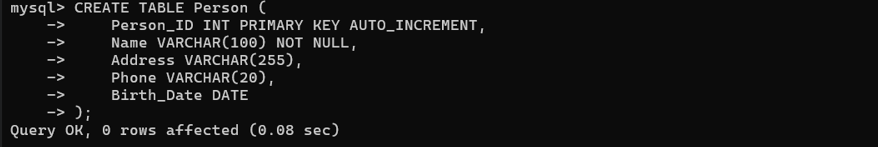 mysql> CREATE TABLE Person (
    ->     Person_ID INT PRIMARY KEY AUTO_INCREMENT,
    ->     Name VARCHAR(100) NOT NULL,
    ->     Address VARCHAR(255),
    ->     Phone VARCHAR(20),
    ->     Birth_Date DATE
    -> );
Query OK, 0 rows affected (0.08 sec)